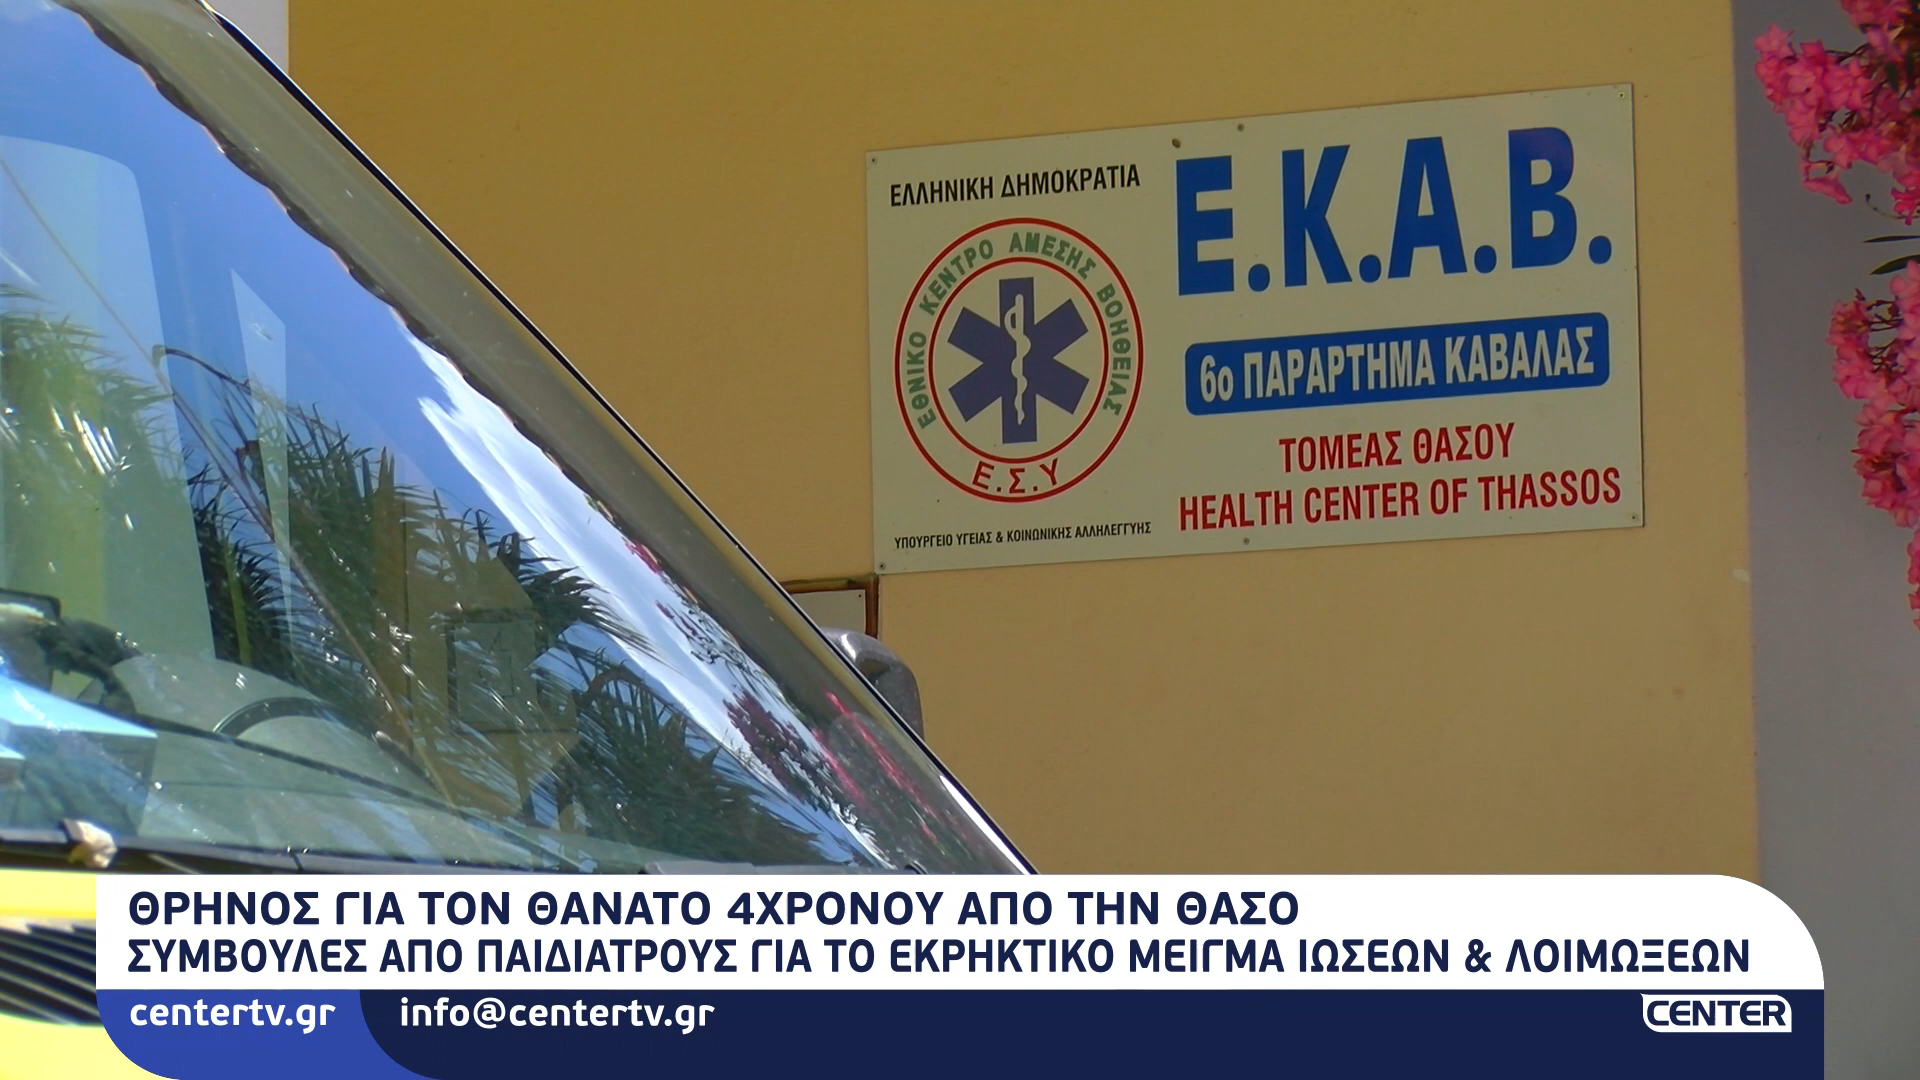 ΕΛΛΗΝΙΚΗ ΔΗΜΟΚΡΑΤΙΑ
ΕΘΝΙΚΟ ΚΕΝΤΡΟ ΑΜΕΣΗΣ ΒΟΗΘΕΙΑΣ
Ε.Σ.Υ
ΥΠΟΥΡΓΕΙΟ ΥΓΕΙΑΣ & ΚΟΙΝΩΝΙΚΗΣ ΑΛΛΗΛΕΓΓΥΗΣ
Ε.Κ.Α.Β.
6ο ΠΑΡΑΡΤΗΜΑ ΚΑΒΑΛΑΣ
ΤΟΜΕΑΣ ΘΑΣΟΥ
HEALTH CENTER OF THASSOS
ΘΡΗΝΟΣ ΓΙΑ ΤΟΝ ΘΑΝΑΤΟ 4ΧΡΟΝΟΥ ΑΠΟ ΤΗΝ ΘΑΣΟ
ΣΥΜΒΟΥΛΕΣ ΑΠΟ ΠΑΙΔΙΑΤΡΟΥΣ ΓΙΑ ΤΟ ΕΚΡΗΚΤΙΚΟ ΜΕΙΓΜΑ ΙΩΣΕΩΝ & ΛΟΙΜΩΞΕΩΝ
centertv.gr info@centertv.gr CENTER